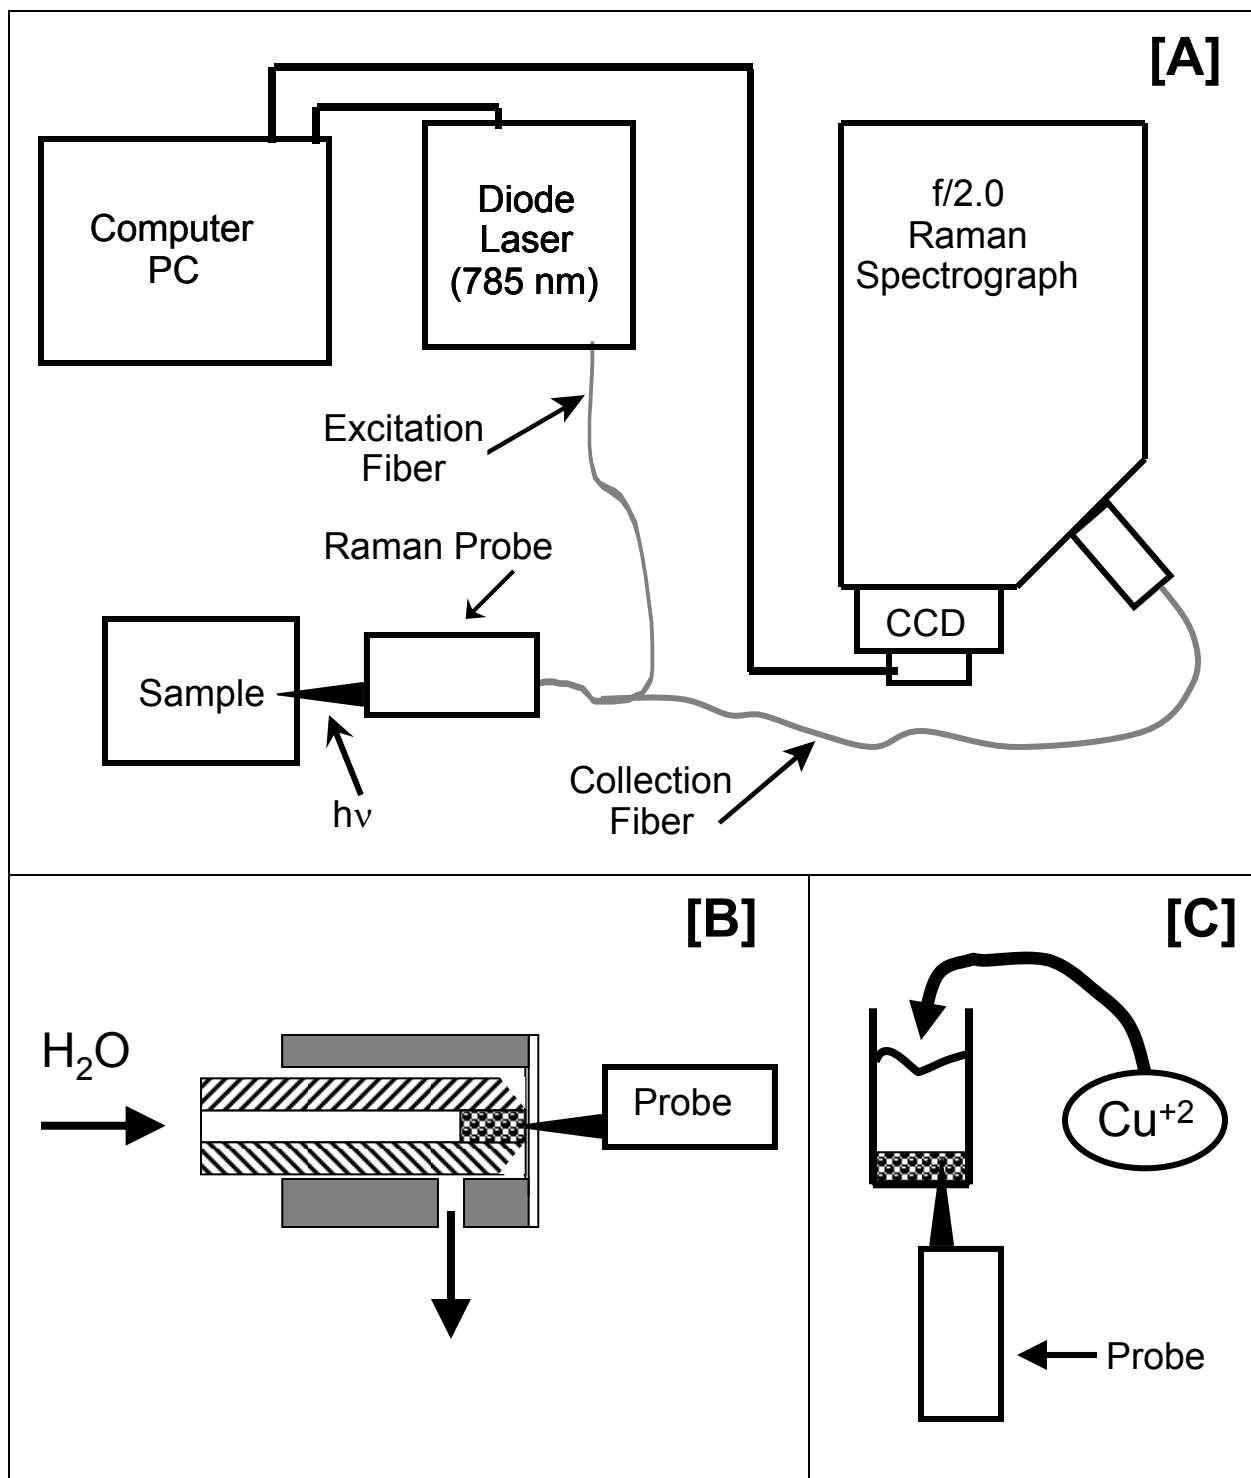 [A]
Computer
PC
Diode
Laser
(785 nm)
f/2.0
Raman
Spectrograph
Excitation
Fiber
Raman Probe
CCD
Sample
hν
Collection
Fiber
[B]
H₂O
Probe
[C]
Cu⁺²
Probe